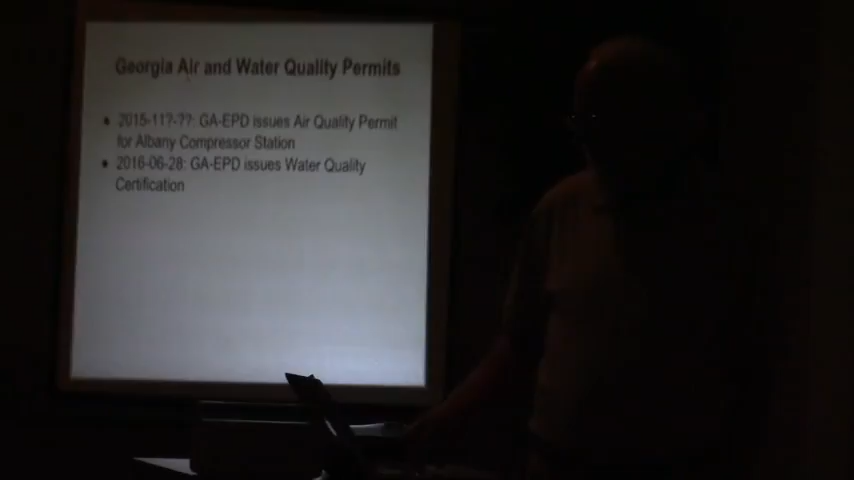 Georgia Air and Water Quality Permits
• 2015-11?-??: GA-EPD issues Air Quality Permit
for Albany Compressor Station
• 2016-06-28: GA-EPD issues Water Quality
Certification